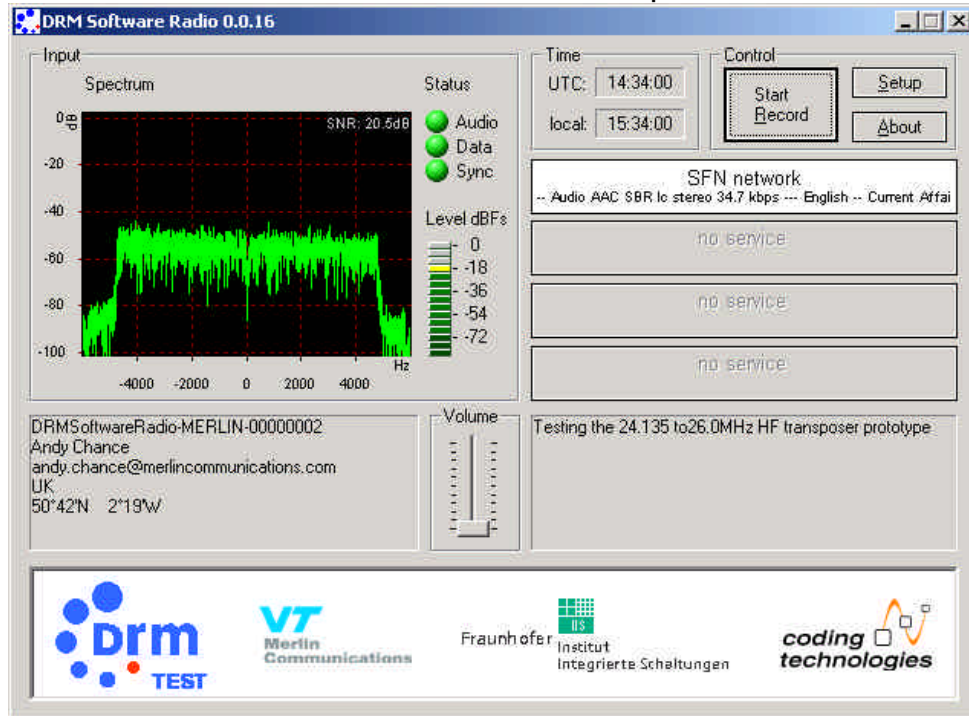 DRM Software Radio 0.0.16
Input
Spectrum
Status
0 dB
SNR: 20.5dB
-20
-40
-60
-80
-100
Hz
-4000 -2000 0 2000 4000
Audio
Data
Sync
Level dBFs
0
-18
-36
-54
-72
Time
UTC: 14:34:00
local: 15:34:00
Control
Start
Record
Setup
About
SFN network
-- Audio AAC SBR lc stereo 34.7 kbps --- English -- Current Affai
no service
no service
no service
DRMSoftwareRadio-MERLIN-00000002
Andy Chance
andy.chance@merlincommunications.com
UK
50°42'N 2°19'W
Volume
Testing the 24.135 to26.0MHz HF transposer prototype
Drm
TEST
VT
Merlin
Communications
Fraunhofer
IIS
Institut
Integrierte Schaltungen
coding
technologies